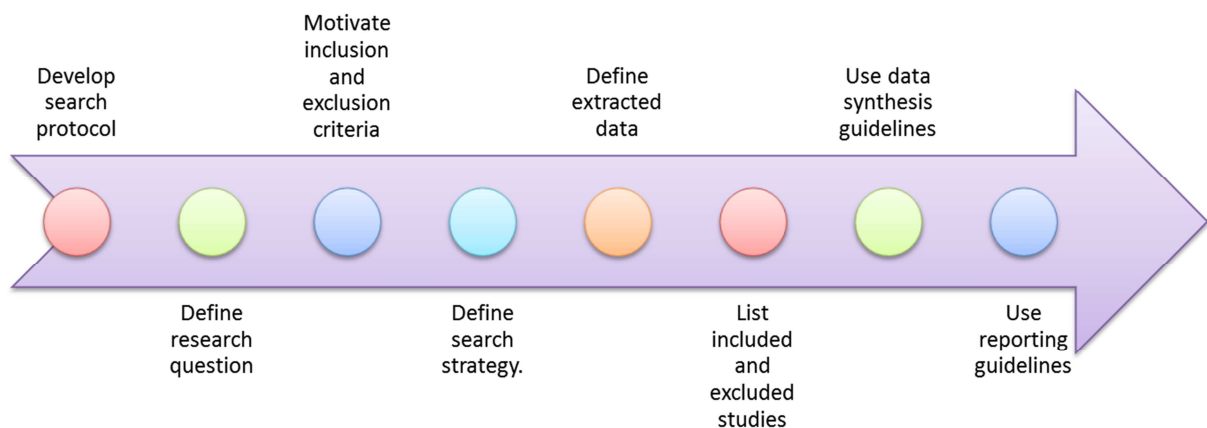 Develop
search
protocol
Define
research
question
Motivate
inclusion
and
exclusion
criteria
Define
search
strategy.
Define
extracted
data
List
included
and
excluded
studies
Use data
synthesis
guidelines
Use
reporting
guidelines